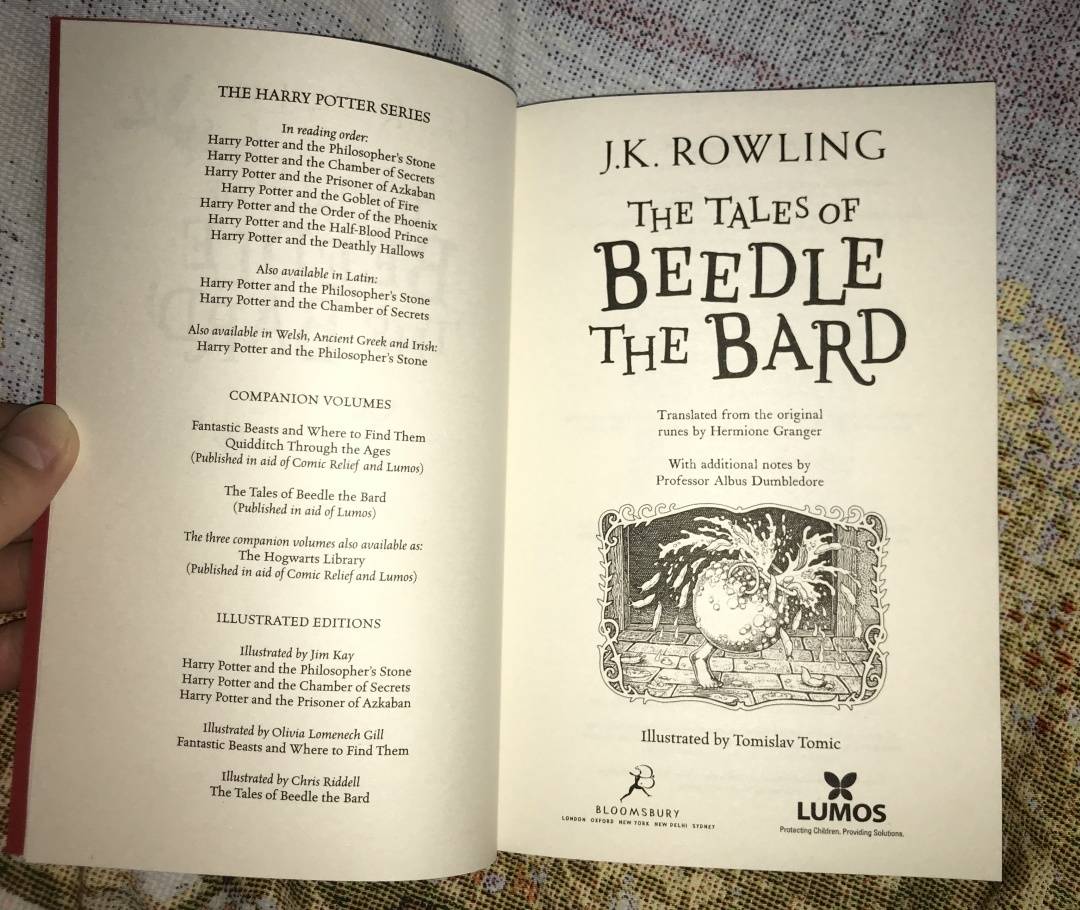 THE HARRY POTTER SERIES
In reading order:
Harry Potter and the Philosopher's Stone
Harry Potter and the Chamber of Secrets
Harry Potter and the Prisoner of Azkaban
Harry Potter and the Goblet of Fire
Harry Potter and the Order of the Phoenix
Harry Potter and the Half-Blood Prince
Harry Potter and the Deathly Hallows
Also available in Latin:
Harry Potter and the Philosopher's Stone
Harry Potter and the Chamber of Secrets
Also available in Welsh, Ancient Greek and Irish:
Harry Potter and the Philosopher's Stone
COMPANION VOLUMES
Fantastic Beasts and Where to Find Them
Quidditch Through the Ages
(Published in aid of Comic Relief and Lumos)
The Tales of Beedle the Bard
(Published in aid of Lumos)
The three companion volumes also available as:
The Hogwarts Library
(Published in aid of Comic Relief and Lumos)
ILLUSTRATED EDITIONS
Illustrated by Jim Kay
Harry Potter and the Philosopher's Stone
Harry Potter and the Chamber of Secrets
Harry Potter and the Prisoner of Azkaban
Illustrated by Olivia Lomenech Gill
Fantastic Beasts and Where to Find Them
Illustrated by Chris Riddell
The Tales of Beedle the Bard
J.K. ROWLING
THE TALES OF
BEEDLE
THE BARD
Translated from the original
runes by Hermione Granger
With additional notes by
Professor Albus Dumbledore
Illustrated by Tomislav Tomic
BLOOMSBURY
LONDON OXFORD NEW YORK NEW DELHI SYDNEY
LUMOS
Protecting Children. Providing Solutions.